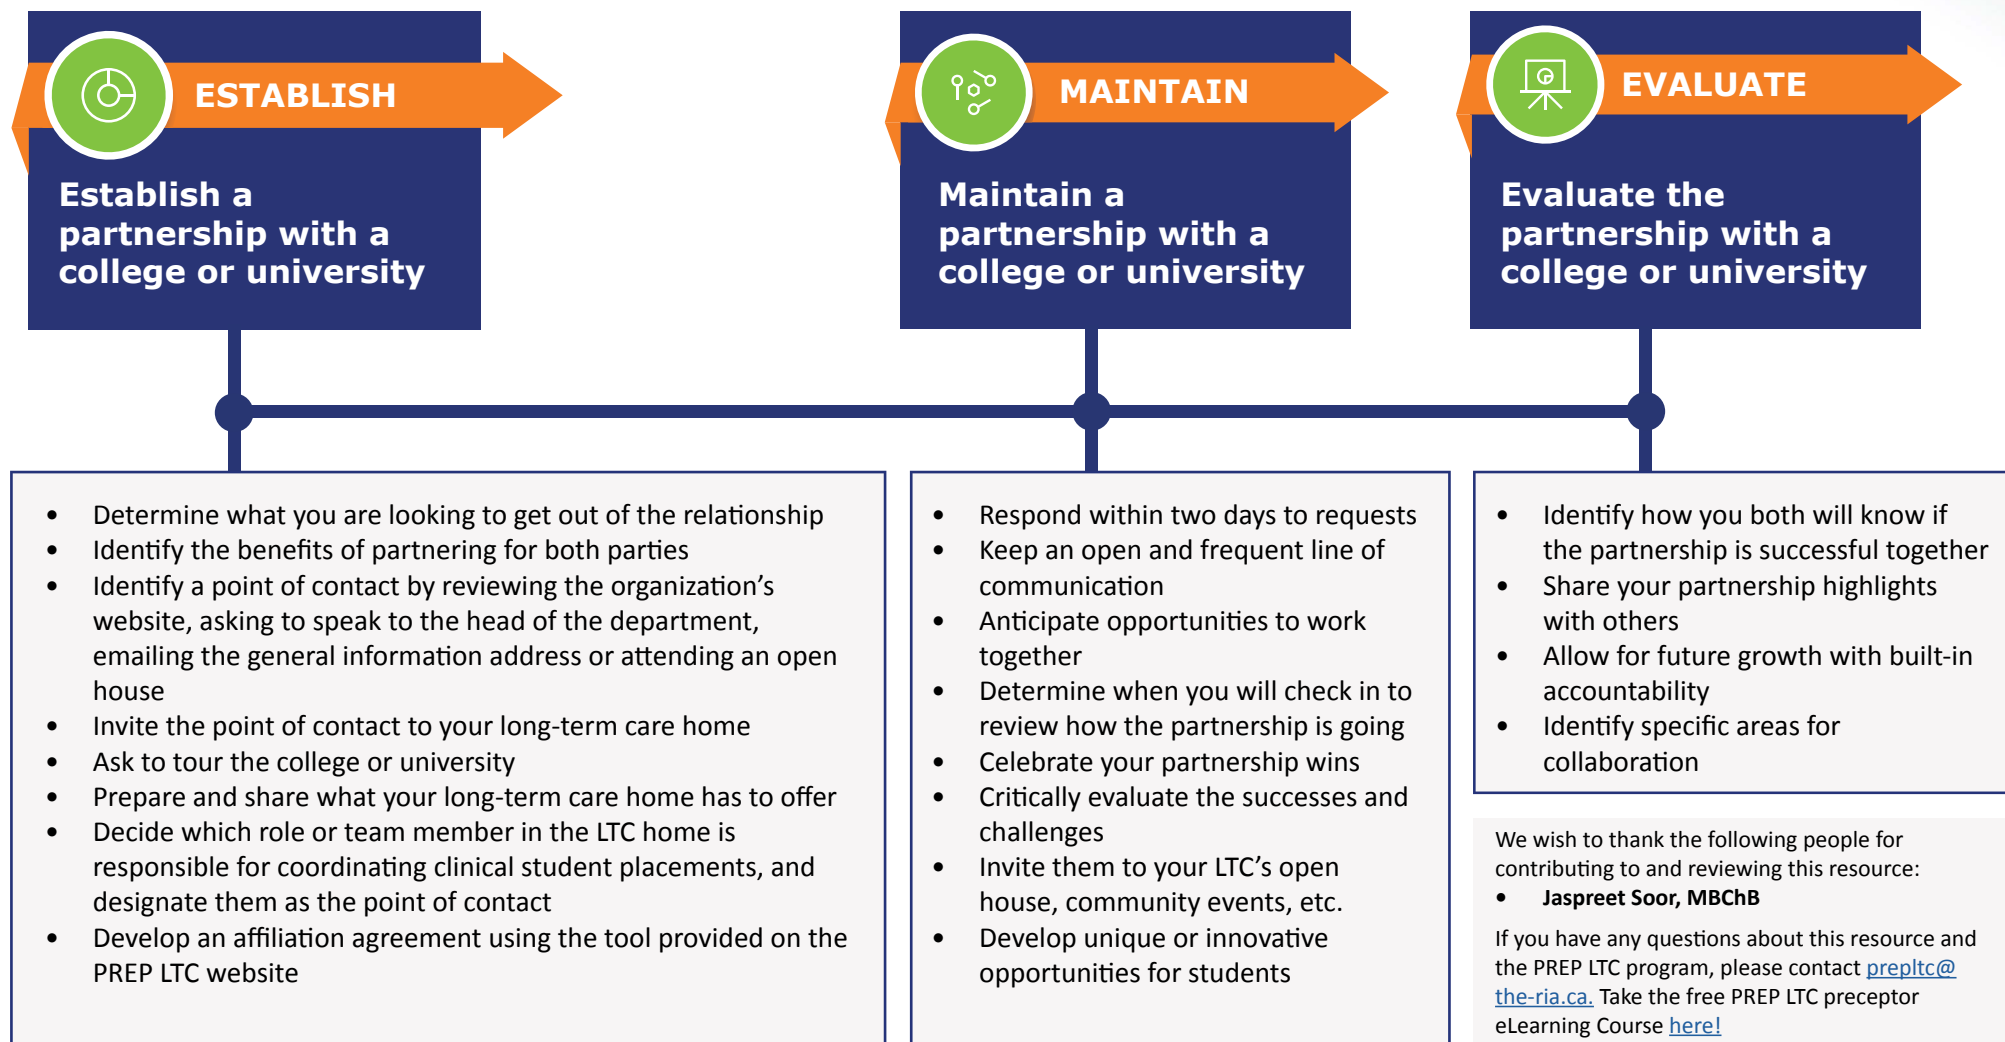 ESTABLISH
Establish a
partnership with a
college or university
• Determine what you are looking to get out of the relationship
• Identify the benefits of partnering for both parties
• Identify a point of contact by reviewing the organization’s
website, asking to speak to the head of the department,
emailing the general information address or attending an open
house
• Invite the point of contact to your long-term care home
• Ask to tour the college or university
• Prepare and share what your long-term care home has to offer
• Decide which role or team member in the LTC home is
responsible for coordinating clinical student placements, and
designate them as the point of contact
• Develop an affiliation agreement using the tool provided on the
PREP LTC website
MAINTAIN
Maintain a
partnership with a
college or university
• Respond within two days to requests
• Keep an open and frequent line of
communication
• Anticipate opportunities to work
together
• Determine when you will check in to
review how the partnership is going
• Celebrate your partnership wins
• Critically evaluate the successes and
challenges
• Invite them to your LTC’s open
house, community events, etc.
• Develop unique or innovative
opportunities for students
EVALUATE
Evaluate the
partnership with a
college or university
• Identify how you both will know if
the partnership is successful together
• Share your partnership highlights
with others
• Allow for future growth with built-in
accountability
• Identify specific areas for
collaboration
We wish to thank the following people for
contributing to and reviewing this resource:
• Jaspreet Soor, MBChB
If you have any questions about this resource and
the PREP LTC program, please contact prepltc@
the-ria.ca. Take the free PREP LTC preceptor
eLearning Course here!